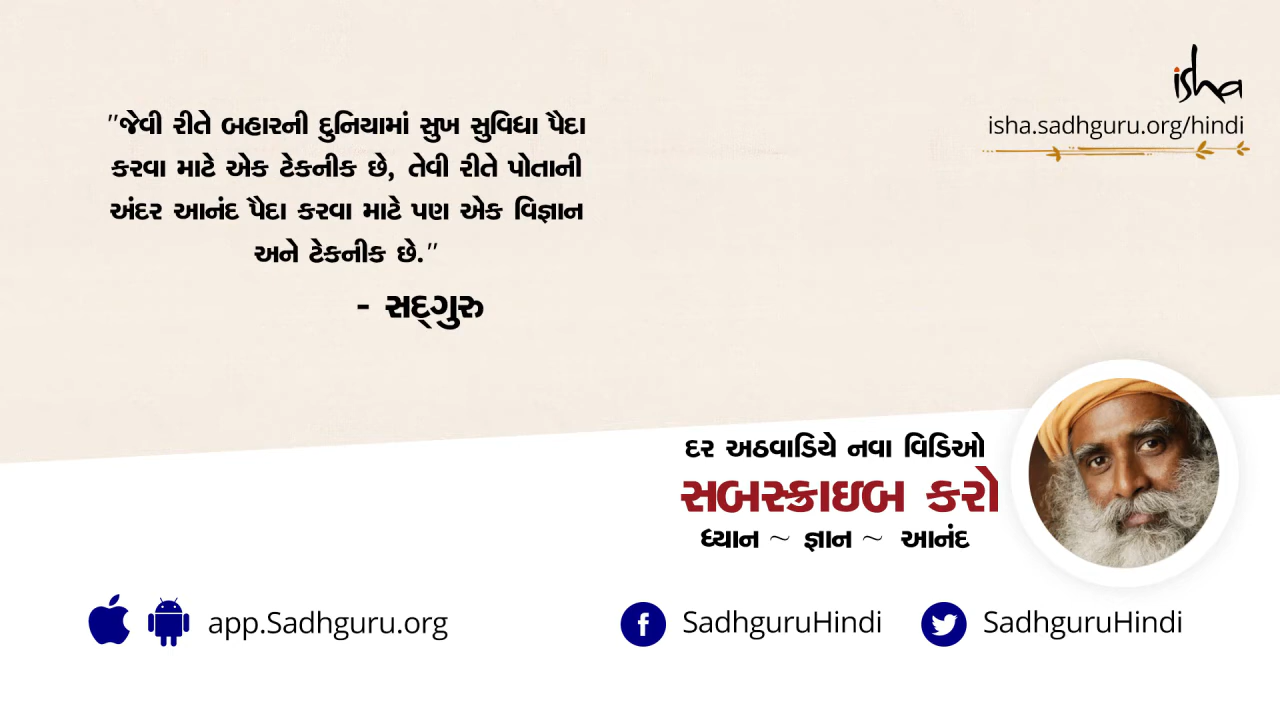 "જેવી રીતે બહારની દુનિયામાં સુખ સુવિધા પૈદા
કરવા માટે એક ટેકનીક છે, તેવી રીતે પોતાની
અંદર આનંદ પૈદા કરવા માટે પણ એક વિજ્ઞાન
અને ટેકનીક છે."
- સદ્‌ગુરુ
isha
isha.sadhguru.org/hindi
દર અઠવાડિયે નવા વિડિઓ
સબસ્ક્રાઇબ કરો
ધ્યાન ~ જ્ઞાન ~ આનંદ
app.Sadhguru.org
SadhguruHindi
SadhguruHindi